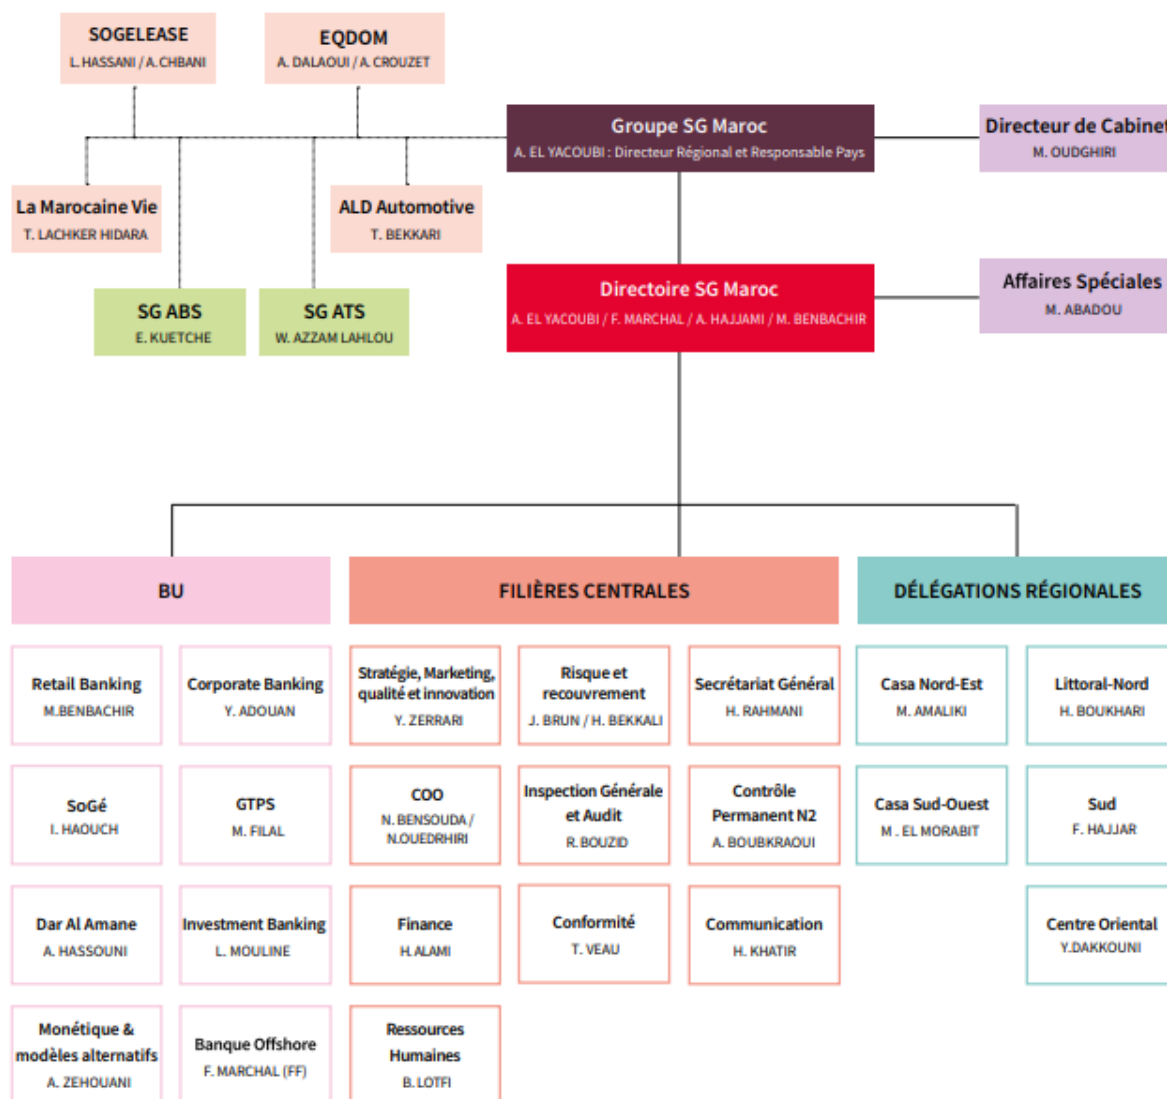 SOGELEASE
L. HASSANI / A. CHBANI
EQDOM
A. DALAOUI / A. CROUZET
Groupe SG Maroc
A. EL YACOUBI : Directeur Régional et Responsable Pays
Directeur de Cabinet
M. OUDGHIRI
La Marocaine Vie
T. LACHKER HIDARA
ALD Automotive
T. BEKKARI
SG ABS
E. KUETCHE
SG ATS
W. AZZAM LAHLOU
Directoire SG Maroc
A. EL YACOUBI / F. MARCHAL / A. HAJJAMI / M. BENBACHIR
Affaires Spéciales
M. ABADOU
BU
Retail Banking
M.BENBACHIR
Corporate Banking
Y. ADOUAN
SoGé
I. HAOUCH
GTPS
M. FILAL
Dar Al Amane
A. HASSOUNI
Investment Banking
L. MOULINE
Monétique &
modèles alternatifs
A. ZEHOUANI
Banque Offshore
F. MARCHAL (FF)
FILIÈRES CENTRALES
Stratégie, Marketing,
qualité et innovation
Y. ZERRARI
Risque et
recouvrement
J. BRUN / H. BEKKALI
Secrétariat Général
H. RAHMANI
COO
N. BENSOUDA /
N.OUEDRHIRI
Inspection Générale
et Audit
R. BOUZID
Contrôle
Permanent N2
A. BOUBKRAOUI
Finance
H. ALAMI
Conformité
T. VEAU
Communication
H. KHATIR
Ressources
Humaines
B. LOTFI
DÉLÉGATIONS RÉGIONALES
Casa Nord-Est
M. AMALIKI
Littoral-Nord
H. BOUKHARI
Casa Sud-Ouest
M . EL MORABIT
Sud
F. HAJJAR
Centre Oriental
Y.DAKKOUNI